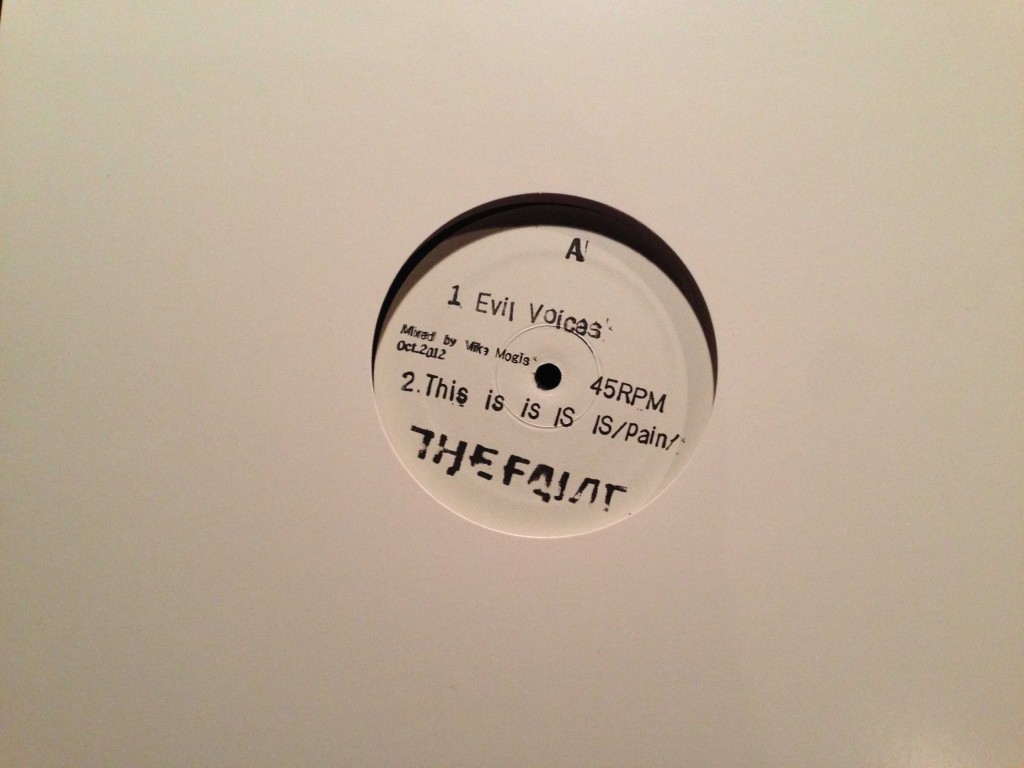 A
1 Evil Voices
Mixed by Mike Mogis
Oct.2012
45RPM
2.This is is IS IS/Pain/
THE FAINT